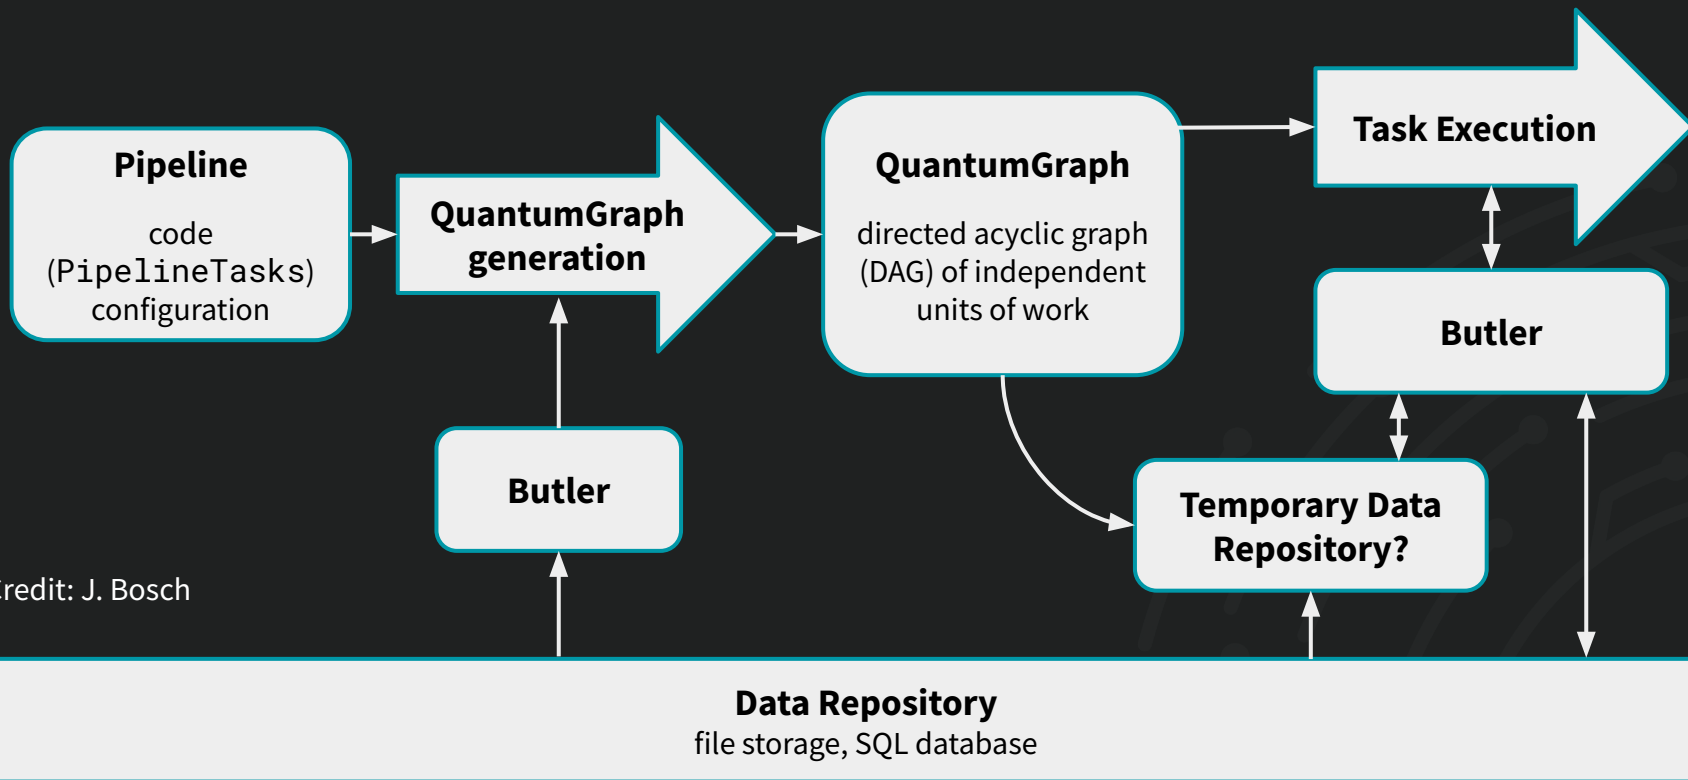 Pipeline
code
(PipelineTasks)
configuration
QuantumGraph
generation
QuantumGraph
directed acyclic graph
(DAG) of independent
units of work
Task Execution
Butler
Butler
Temporary Data
Repository?
redit: J. Bosch
Data Repository
file storage, SQL database